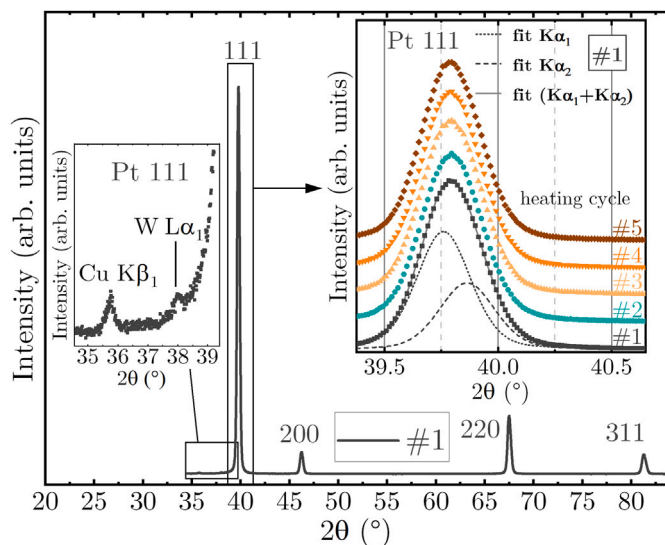 111
Pt 111
fit Kα₁
fit Kα₂
fit (Kα₁+Kα₂)
#1
heating cycle
#5
#4
#3
#2
#1
Intensity (arb. units)
39.5 40.0 40.5
2θ (°)
Pt 111
W Lα₁
Cu Kβ₁
Intensity (arb. units)
35 36 37 38 39
2θ (°)
Intensity (arb. units)
200
#1
220
311
20 25 30 35 40 45 50 55 60 65 70 75 80
2θ (°)